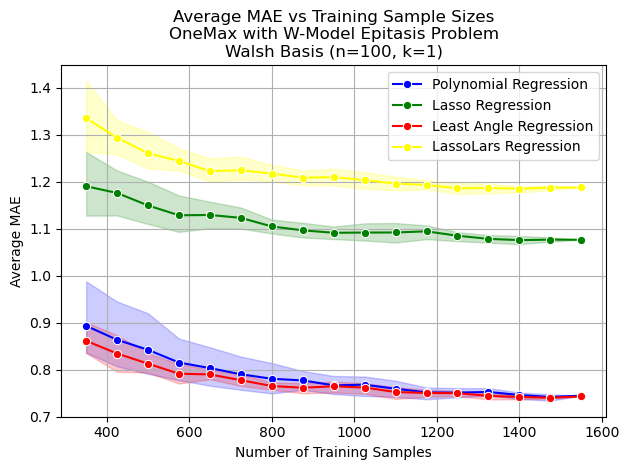 Average MAE vs Training Sample Sizes
OneMax with W-Model Epitasis Problem
Walsh Basis (n=100, k=1)
Polynomial Regression
Lasso Regression
Least Angle Regression
LassoLars Regression
Average MAE
1.4
1.3
1.2
1.1
1.0
0.9
0.8
0.7
400
600
800
1000
1200
1400
1600
Number of Training Samples